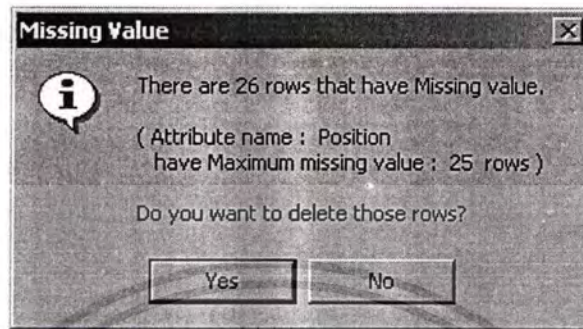 Missing Value
There are 26 rows that have Missing value.
( Attribute name : Position
have Maximum missing value : 25 rows )
Do you want to delete those rows?
Yes No